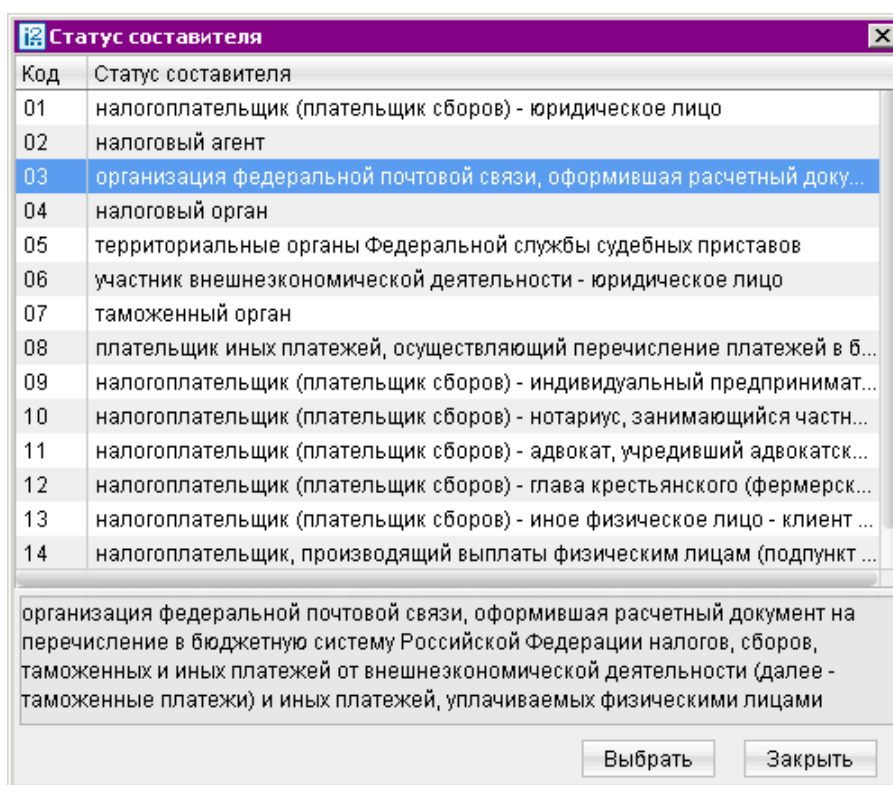 Статус составителя
Код Статус составителя
01 налогоплательщик (плательщик сборов) - юридическое лицо
02 налоговый агент
03 организация федеральной почтовой связи, оформившая расчетный доку...
04 налоговый орган
05 территориальные органы Федеральной службы судебных приставов
06 участник внешнеэкономической деятельности - юридическое лицо
07 таможенный орган
08 плательщик иных платежей, осуществляющий перечисление платежей в б...
09 налогоплательщик (плательщик сборов) - индивидуальный предпринимат...
10 налогоплательщик (плательщик сборов) - нотариус, занимающийся частн...
11 налогоплательщик (плательщик сборов) - адвокат, учредивший адвокатск...
12 налогоплательщик (плательщик сборов) - глава крестьянского (фермерск...
13 налогоплательщик (плательщик сборов) - иное физическое лицо - клиент ...
14 налогоплательщик, производящий выплаты физическим лицам (подпункт ...
организация федеральной почтовой связи, оформившая расчетный документ на
перечисление в бюджетную систему Российской Федерации налогов, сборов,
таможенных и иных платежей от внешнеэкономической деятельности (далее -
таможенные платежи) и иных платежей, уплачиваемых физическими лицами
Выбрать Закрыть